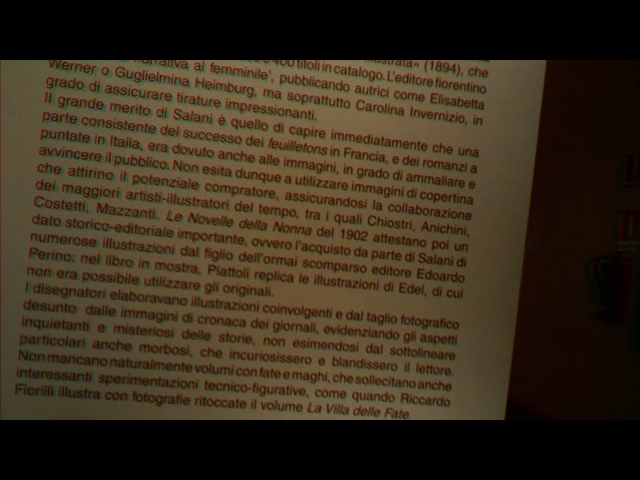 illustrata» (1894), che
400 titoli in catalogo. L'editore fiorentino
narrativa al femminile', pubblicando autrici come Elisabetta
Werner o Guglielmina Heimburg, ma soprattutto Carolina Invernizio, in
grado di assicurare tirature impressionanti.
Il grande merito di Salani è quello di capire immediatamente che una
parte consistente del successo dei feuilletons in Francia, e dei romanzi a
puntate in Italia, era dovuto anche alle immagini, in grado di ammaliare e
avvincere il pubblico. Non esita dunque a utilizzare immagini di copertina
che attirino il potenziale compratore, assicurandosi la collaborazione
dei maggiori artisti-illustratori del tempo, tra i quali Chiostri, Anichini,
Costetti, Mazzanti. Le Novelle della Nonna del 1902 attestano poi un
dato storico-editoriale importante, ovvero l'acquisto da parte di Salani di
numerose illustrazioni dal figlio dell'ormai scomparso editore Edoardo
Perino: nel libro in mostra, Piattoli replica le illustrazioni di Edel, di cui
non era possibile utilizzare gli originali.
I disegnatori elaboravano illustrazioni coinvolgenti e dal taglio fotografico
desunto dalle immagini di cronaca dei giornali, evidenziando gli aspetti
inquietanti e misteriosi delle storie, non esimendosi dal sottolineare
particolari anche morbosi, che incuriosissero e blandissero il lettore.
Non mancano naturalmente volumi con fate e maghi, che sollecitano anche
interessanti sperimentazioni tecnico-figurative, come quando Riccardo
Fiorilli illustra con fotografie ritoccate il volume La Villa delle Fate.